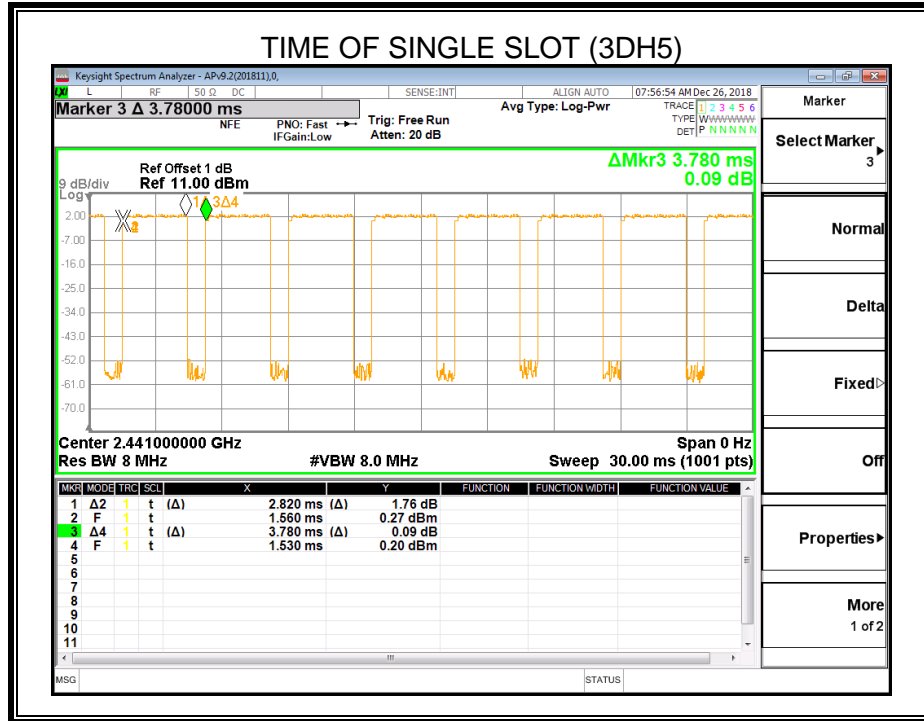 TIME OF SINGLE SLOT (3DH5)
Keysight Spectrum Analyzer - APv9.2(201811),0,
LXI L RF 50 Ω DC SENSE:INT ALIGN AUTO 07:56:54 AM Dec 26, 2018
Marker 3 Δ 3.78000 ms
NFE
PNO: Fast
IFGain:Low
Trig: Free Run
Atten: 20 dB
Avg Type: Log-Pwr
TRACE 1 2 3 4 5 6
TYPE WWWWWW
DET P N N N N N
ΔMkr3 3.780 ms
0.09 dB
Ref Offset 1 dB
9 dB/div Ref 11.00 dBm
Log
1Δ 3Δ4
2.00
-7.00
-16.0
-25.0
-34.0
-43.0
-52.0
-61.0
-70.0
Center 2.441000000 GHz Span 0 Hz
Res BW 8 MHz #VBW 8.0 MHz Sweep 30.00 ms (1001 pts)
MKR MODE TRC SCL X Y FUNCTION FUNCTION WIDTH FUNCTION VALUE
1 Δ2 1 t (Δ) 2.820 ms (Δ) 1.76 dB
2 F 1 t 1.560 ms 0.27 dBm
3 Δ4 1 t (Δ) 3.780 ms (Δ) 0.09 dB
4 F 1 t 1.530 ms 0.20 dBm
5
6
7
8
9
10
11
MSG STATUS
Marker
Select Marker
3
Normal
Delta
Fixed
Off
Properties
More
1 of 2